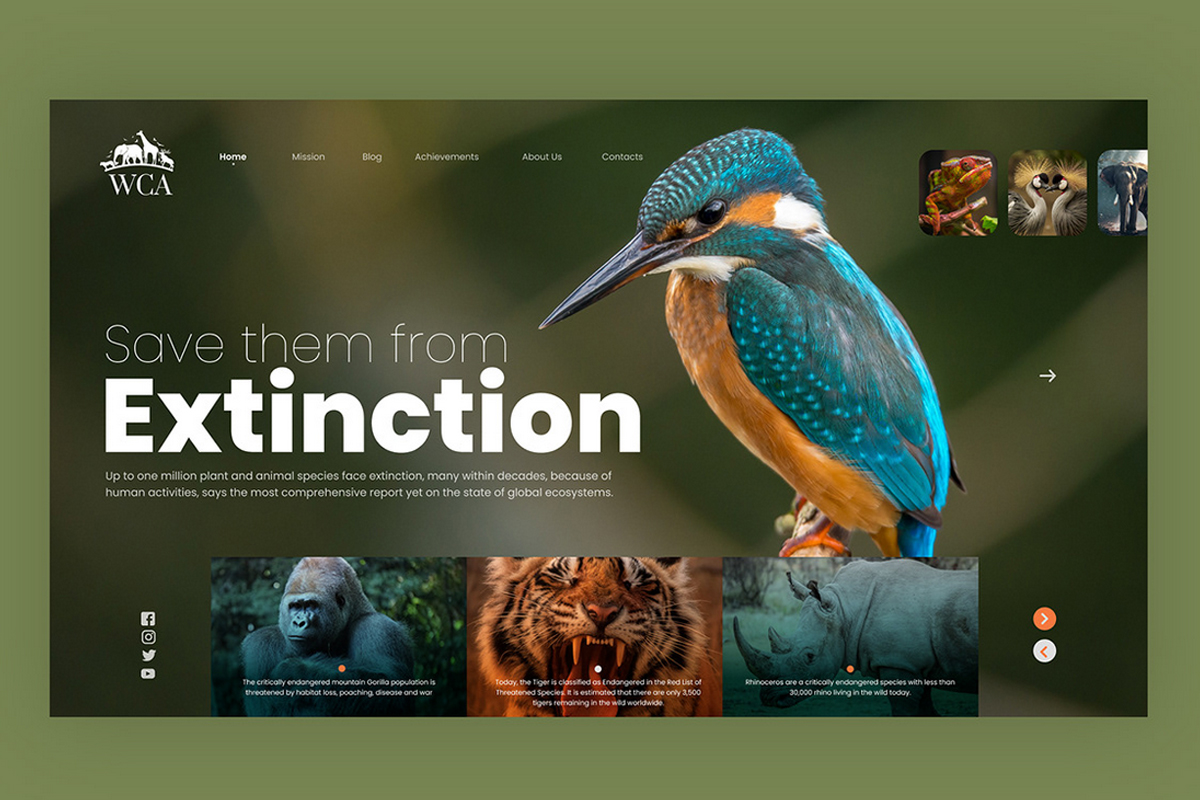 WCA
Home
Mission
Blog
Achievements
About Us
Contacts
Save them from
Extinction
Up to one million plant and animal species face extinction, many within decades, because of
human activities, says the most comprehensive report yet on the state of global ecosystems.
The critically endangered mountain Gorilla population is
threatened by habitat loss, poaching, disease and war
Today, the Tiger is classified as Endangered in the Red List of
Threatened Species. It is estimated that there are only 3,500
tigers remaining in the wild worldwide.
Rhinoceros are a critically endangered species with less than
30,000 rhino living in the wild today.